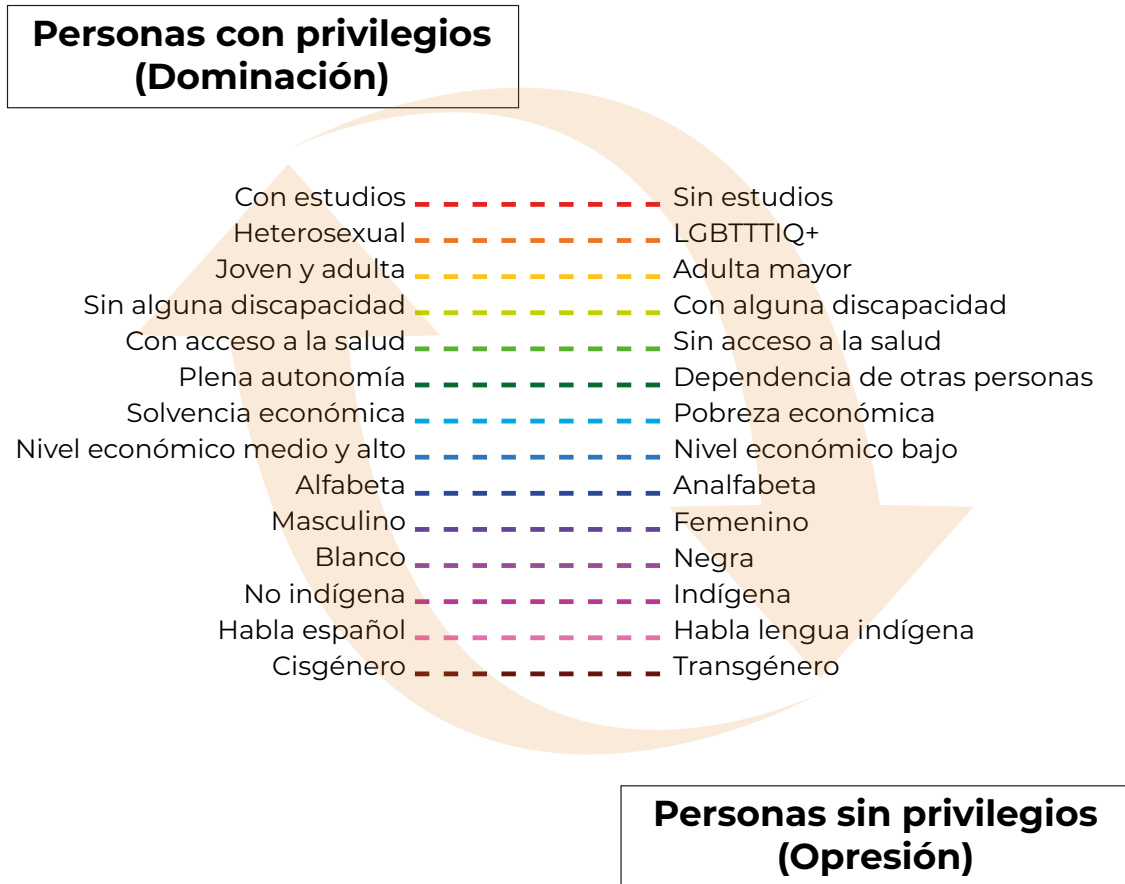 Personas con privilegios
(Dominación)
Con estudios Sin estudios
Heterosexual LGBTTTIQ+
Joven y adulta Adulta mayor
Sin alguna discapacidad Con alguna discapacidad
Con acceso a la salud Sin acceso a la salud
Plena autonomía Dependencia de otras personas
Solvencia económica Pobreza económica
Nivel económico medio y alto Nivel económico bajo
Alfabeta Analfabeta
Masculino Femenino
Blanco Negra
No indígena Indígena
Habla español Habla lengua indígena
Cisgénero Transgénero
Personas sin privilegios
(Opresión)